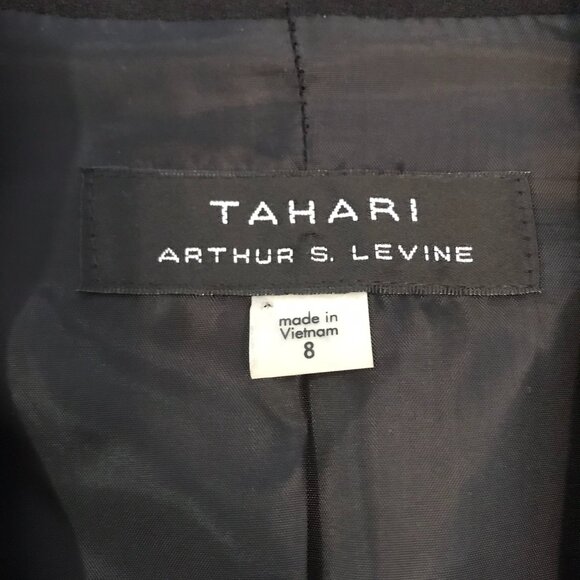 TAHARI
ARTHUR S. LEVINE
made in
Vietnam
8